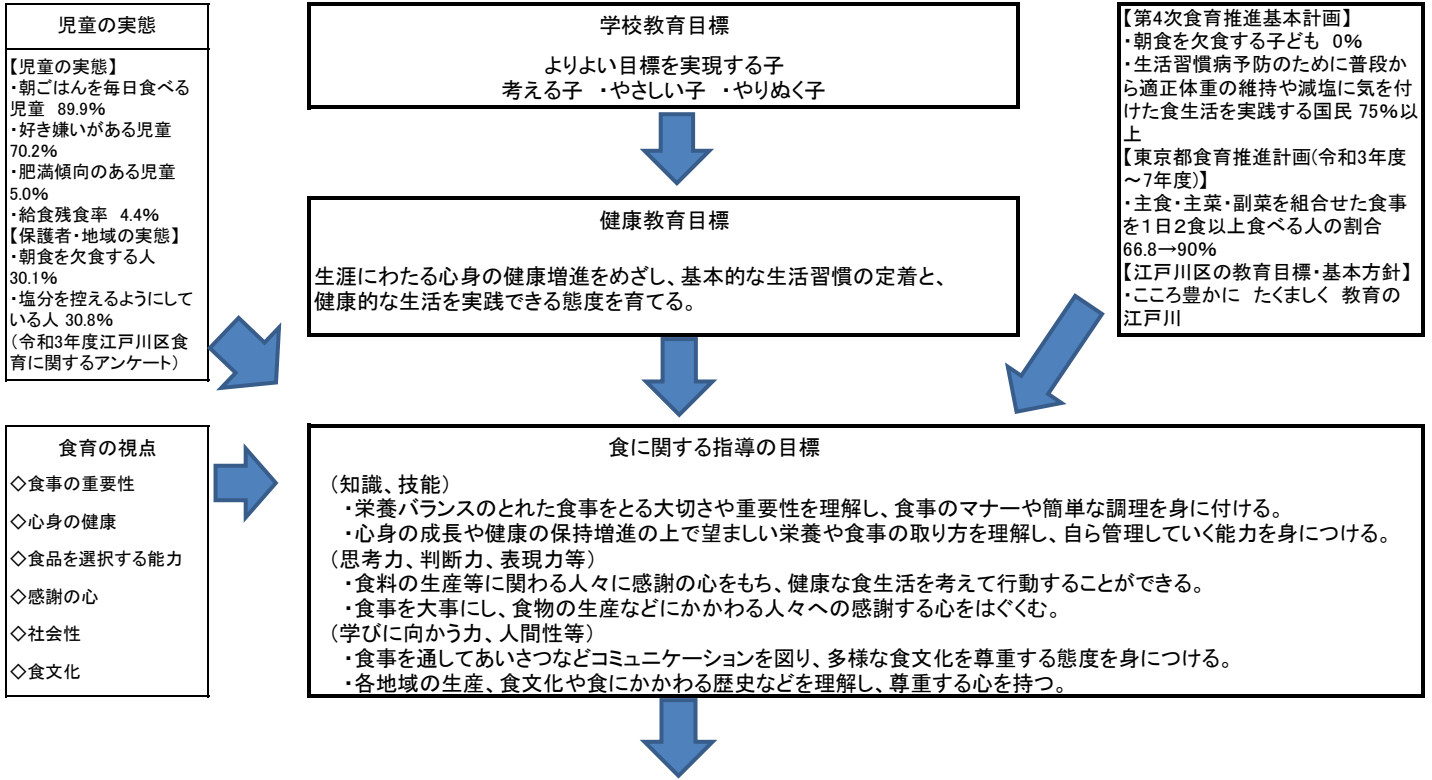 児童の実態
【児童の実態】
・朝ごはんを毎日食べる
児童 89.9%
・好き嫌いがある児童
70.2%
・肥満傾向のある児童
5.0%
・給食残食率 4.4%
【保護者・地域の実態】
・朝食を欠食する人
30.1%
・塩分を控えるようにして
いる人 30.8%
(令和3年度江戸川区食
育に関するアンケート)
学校教育目標
よりよい目標を実現する子
考える子 ・やさしい子 ・やりぬく子
【第4次食育推進基本計画】
・朝食を欠食する子ども 0%
・生活習慣病予防のために普段か
ら適正体重の維持や減塩に気を付
けた食生活を実践する国民 75%以
上
【東京都食育推進計画(令和3年度
～7年度)】
・主食・主菜・副菜を組合せた食事
を1日2食以上食べる人の割合
66.8→90%
【江戸川区の教育目標・基本方針】
・こころ豊かに たくましく 教育の
江戸川
健康教育目標
生涯にわたる心身の健康増進をめざし、基本的な生活習慣の定着と、
健康的な生活を実践できる態度を育てる。
食育の視点
◇食事の重要性
◇心身の健康
◇食品を選択する能力
◇感謝の心
◇社会性
◇食文化
食に関する指導の目標
(知識、技能)
・栄養バランスのとれた食事をとる大切さや重要性を理解し、食事のマナーや簡単な調理を身に付ける。
・心身の成長や健康の保持増進の上で望ましい栄養や食事の取り方を理解し、自ら管理していく能力を身につける。
(思考力、判断力、表現力等)
・食料の生産等に関わる人々に感謝の心をもち、健康な食生活を考えて行動することができる。
・食事を大事にし、食物の生産などにかかわる人々への感謝する心をはぐくむ。
(学びに向かう力、人間性等)
・食事を通してあいさつなどコミュニケーションを図り、多様な食文化を尊重する態度を身につける。
・各地域の生産、食文化や食にかかわる歴史などを理解し、尊重する心を持つ。